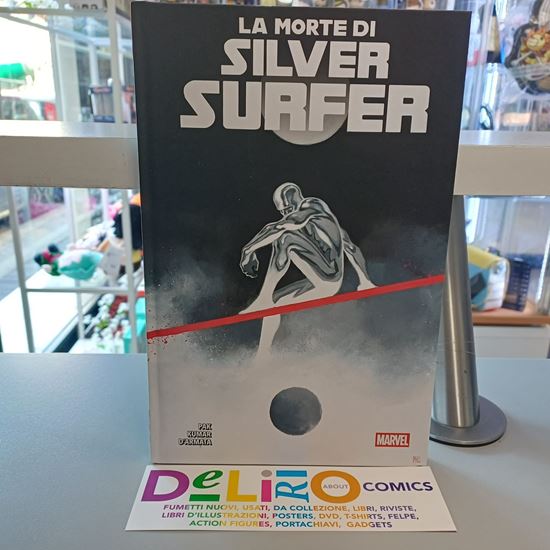 LA MORTE DI
SILVER
SURFER
PAK
KUMAR
D'ARMATA
MARVEL
DeLiRiO ABOUT COMICS
FUMETTI NUOVI, USATI, DA COLLEZIONE, LIBRI, RIVISTE,
LIBRI D'ILLUSTRAZIONI, POSTERS, DVD, T-SHIRTS, FELPE,
ACTION FIGURES, PORTACHIAVI, GADGETS